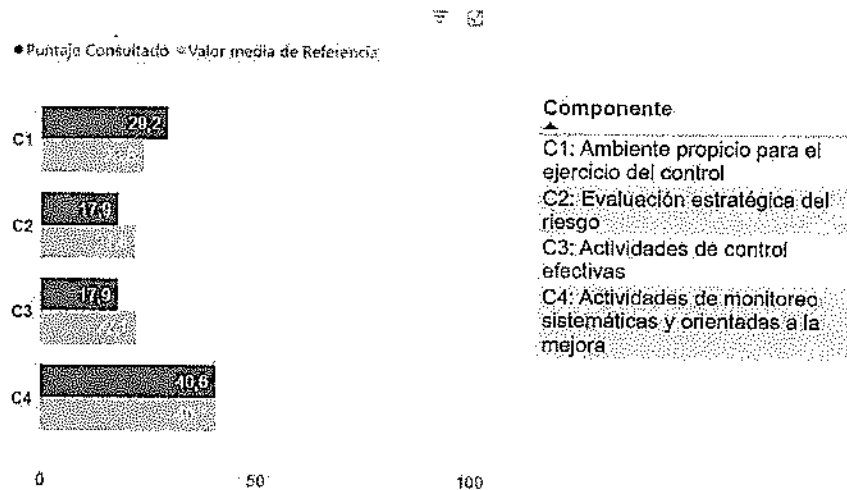 Puntaje Consultado Valor media de Referencia
C1 29,2
C2 17,9
C3 17,9
C4 40,6
0 50 100
Componente
C1: Ambiente propicio para el
ejercicio del control
C2: Evaluación estratégica del
riesgo
C3: Actividades de control
efectivas
C4: Actividades de monitoreo
sistemáticas y orientadas a la
mejora